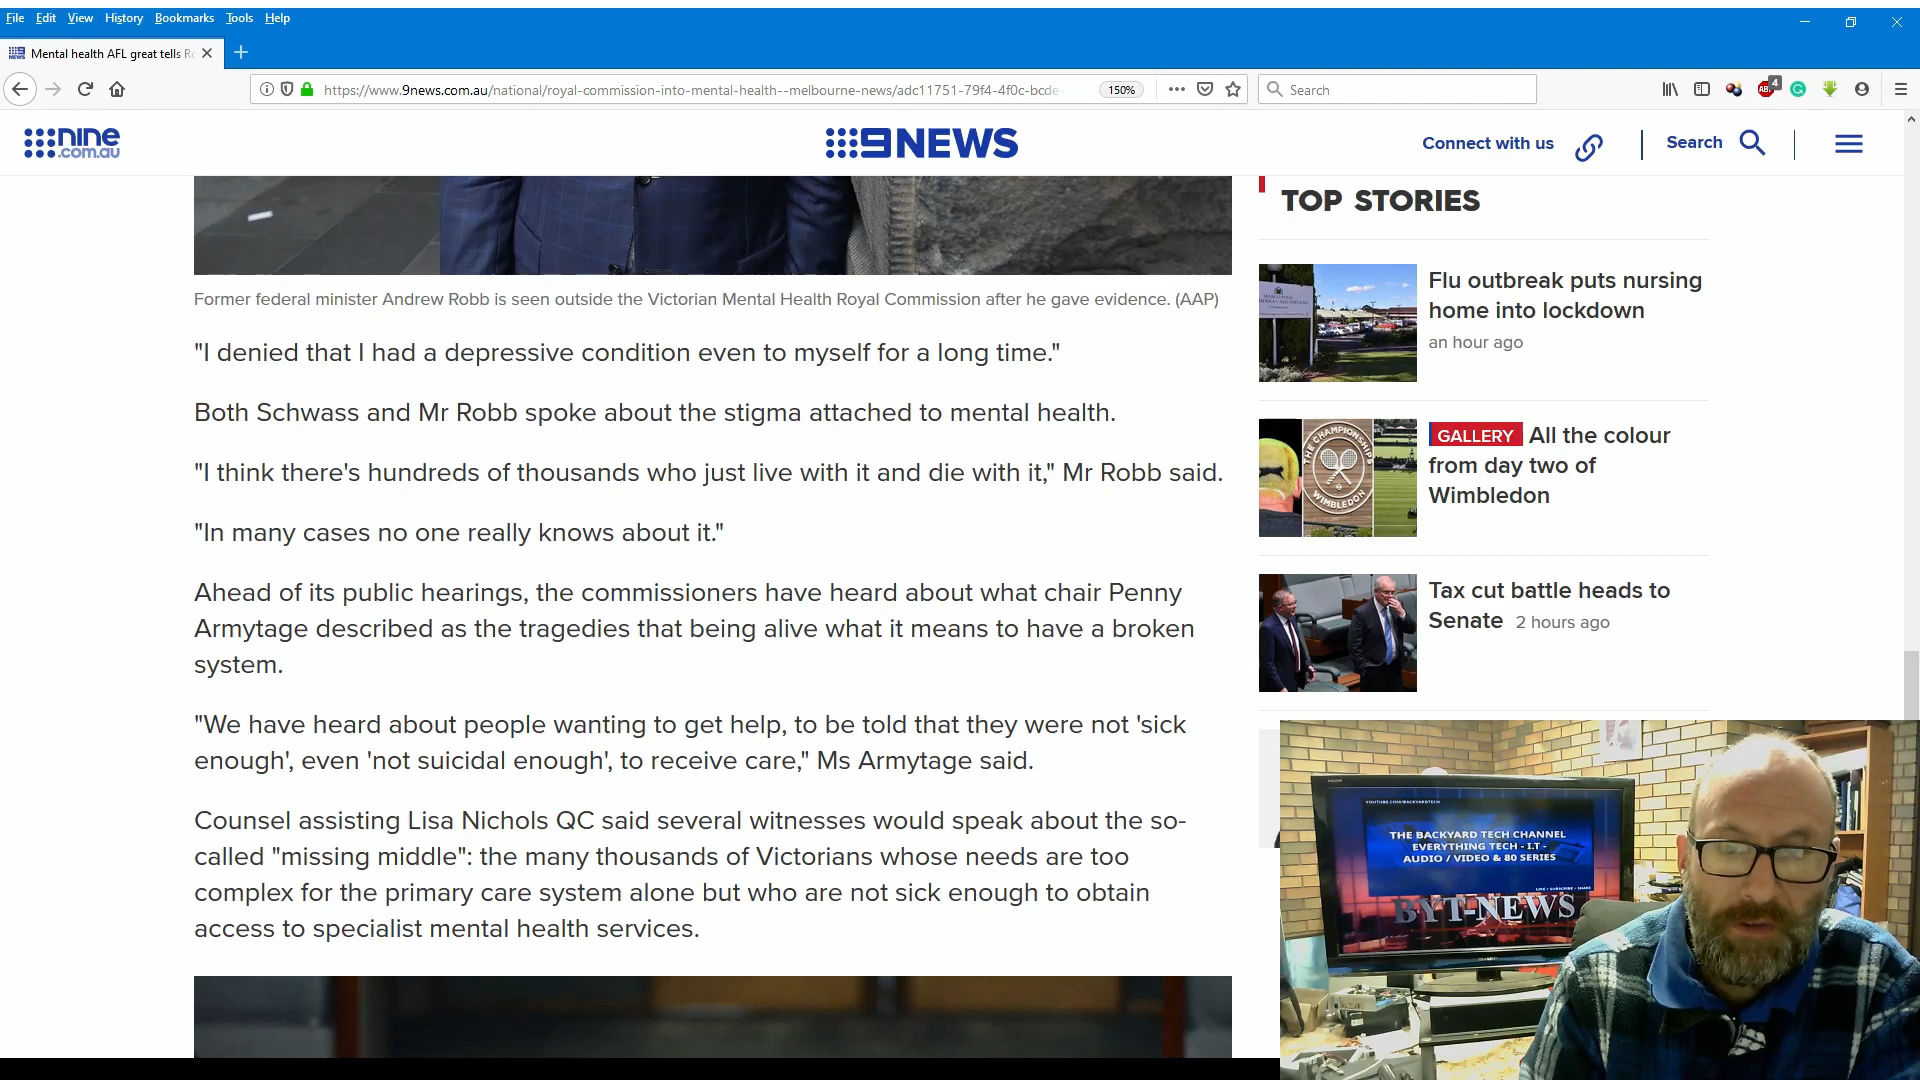 File Edit View History Bookmarks Tools Help
Mental health AFL great tells Ro
https://www.9news.com.au/national/royal-commission-into-mental-health--melbourne-news/adc11751-79f4-4f0c-bcde-
150%
Search
4
nine
.com.au
9NEWS
Connect with us
Search
Former federal minister Andrew Robb is seen outside the Victorian Mental Health Royal Commission after he gave evidence. (AAP)
"I denied that I had a depressive condition even to myself for a long time."
Both Schwass and Mr Robb spoke about the stigma attached to mental health.
"I think there's hundreds of thousands who just live with it and die with it," Mr Robb said.
"In many cases no one really knows about it."
Ahead of its public hearings, the commissioners have heard about what chair Penny
Armytage described as the tragedies that being alive what it means to have a broken
system.
"We have heard about people wanting to get help, to be told that they were not 'sick
enough', even 'not suicidal enough', to receive care," Ms Armytage said.
Counsel assisting Lisa Nichols QC said several witnesses would speak about the so-
called "missing middle": the many thousands of Victorians whose needs are too
complex for the primary care system alone but who are not sick enough to obtain
access to specialist mental health services.
TOP STORIES
Flu outbreak puts nursing
home into lockdown
an hour ago
THE CHAMPIONSHIPS
WIMBLEDON
GALLERY All the colour
from day two of
Wimbledon
Tax cut battle heads to
Senate 2 hours ago
YOUTUBE.COM/BACKYARDTECH
THE BACKYARD TECH CHANNEL
EVERYTHING TECH - I.T -
AUDIO / VIDEO & 80 SERIES
LIKE - SUBSCRIBE - SHARE
BYT-NEWS